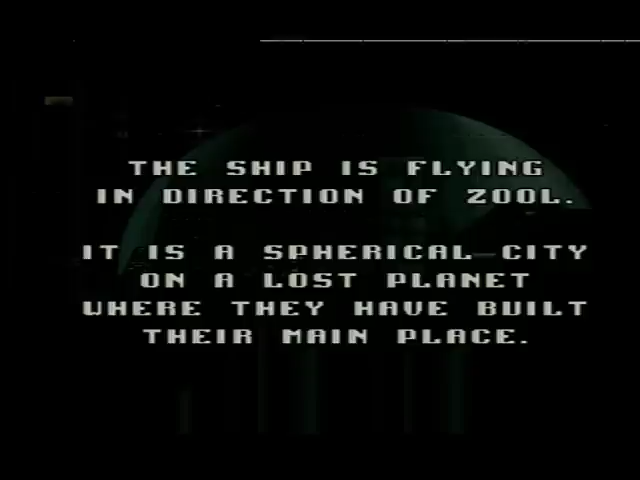 THE SHIP IS FLYING
IN DIRECTION OF ZOOL.
IT IS A SPHERICAL CITY
ON A LOST PLANET
WHERE THEY HAVE BUILT
THEIR MAIN PLACE.